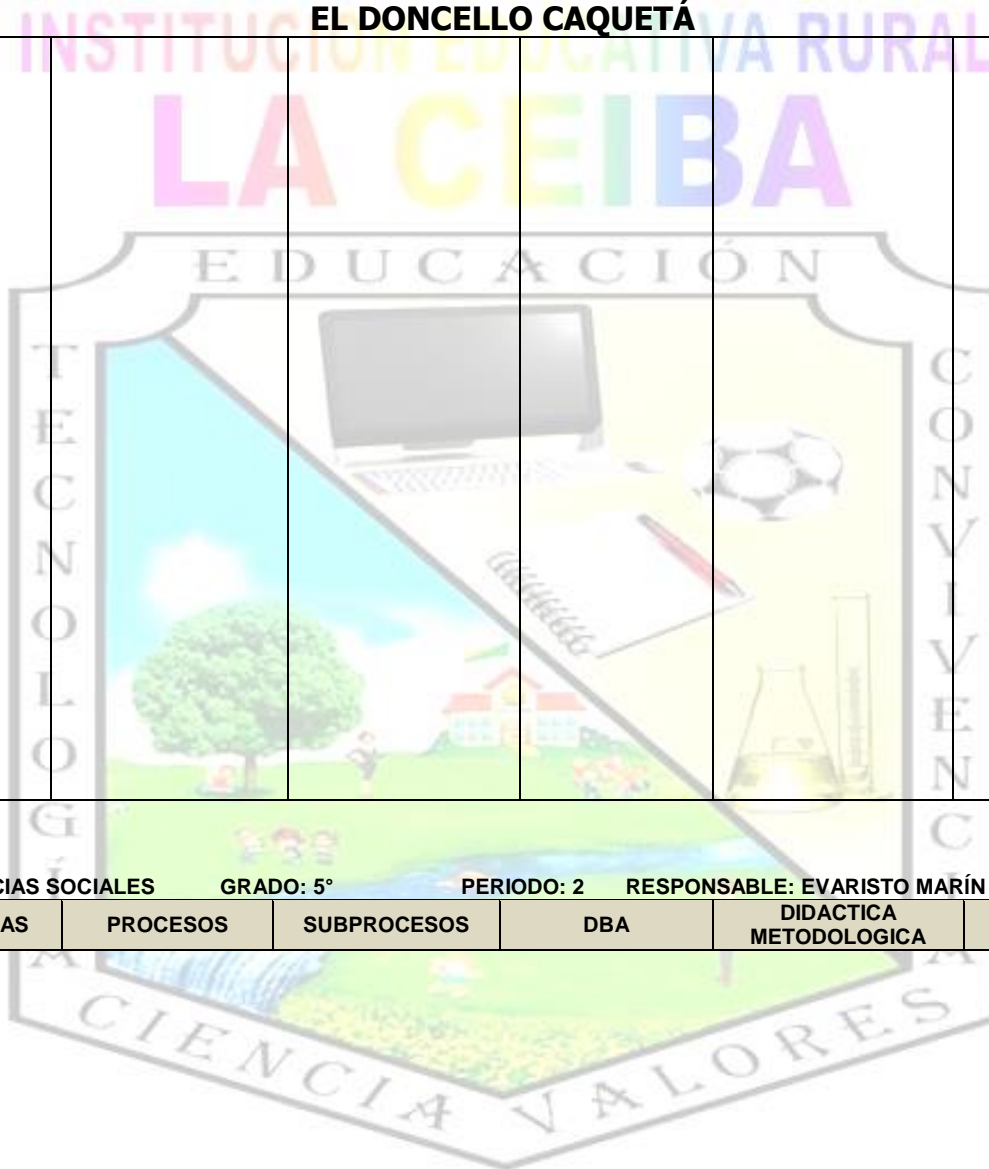 EL DONCELLO CAQUETÁ
INSTITUCIÓN EDUCATIVA RURAL
LA CEIBA
EDUCACIÓN
TECNOLOGÍA
CONVIVENCIA
CIAS SOCIALES GRADO: 5° PERIODO: 2 RESPONSABLE: EVARISTO MARÍN
AS PROCESOS SUBPROCESOS DBA DIDACTICA
METODOLOGICA
CIENCIA VALORES